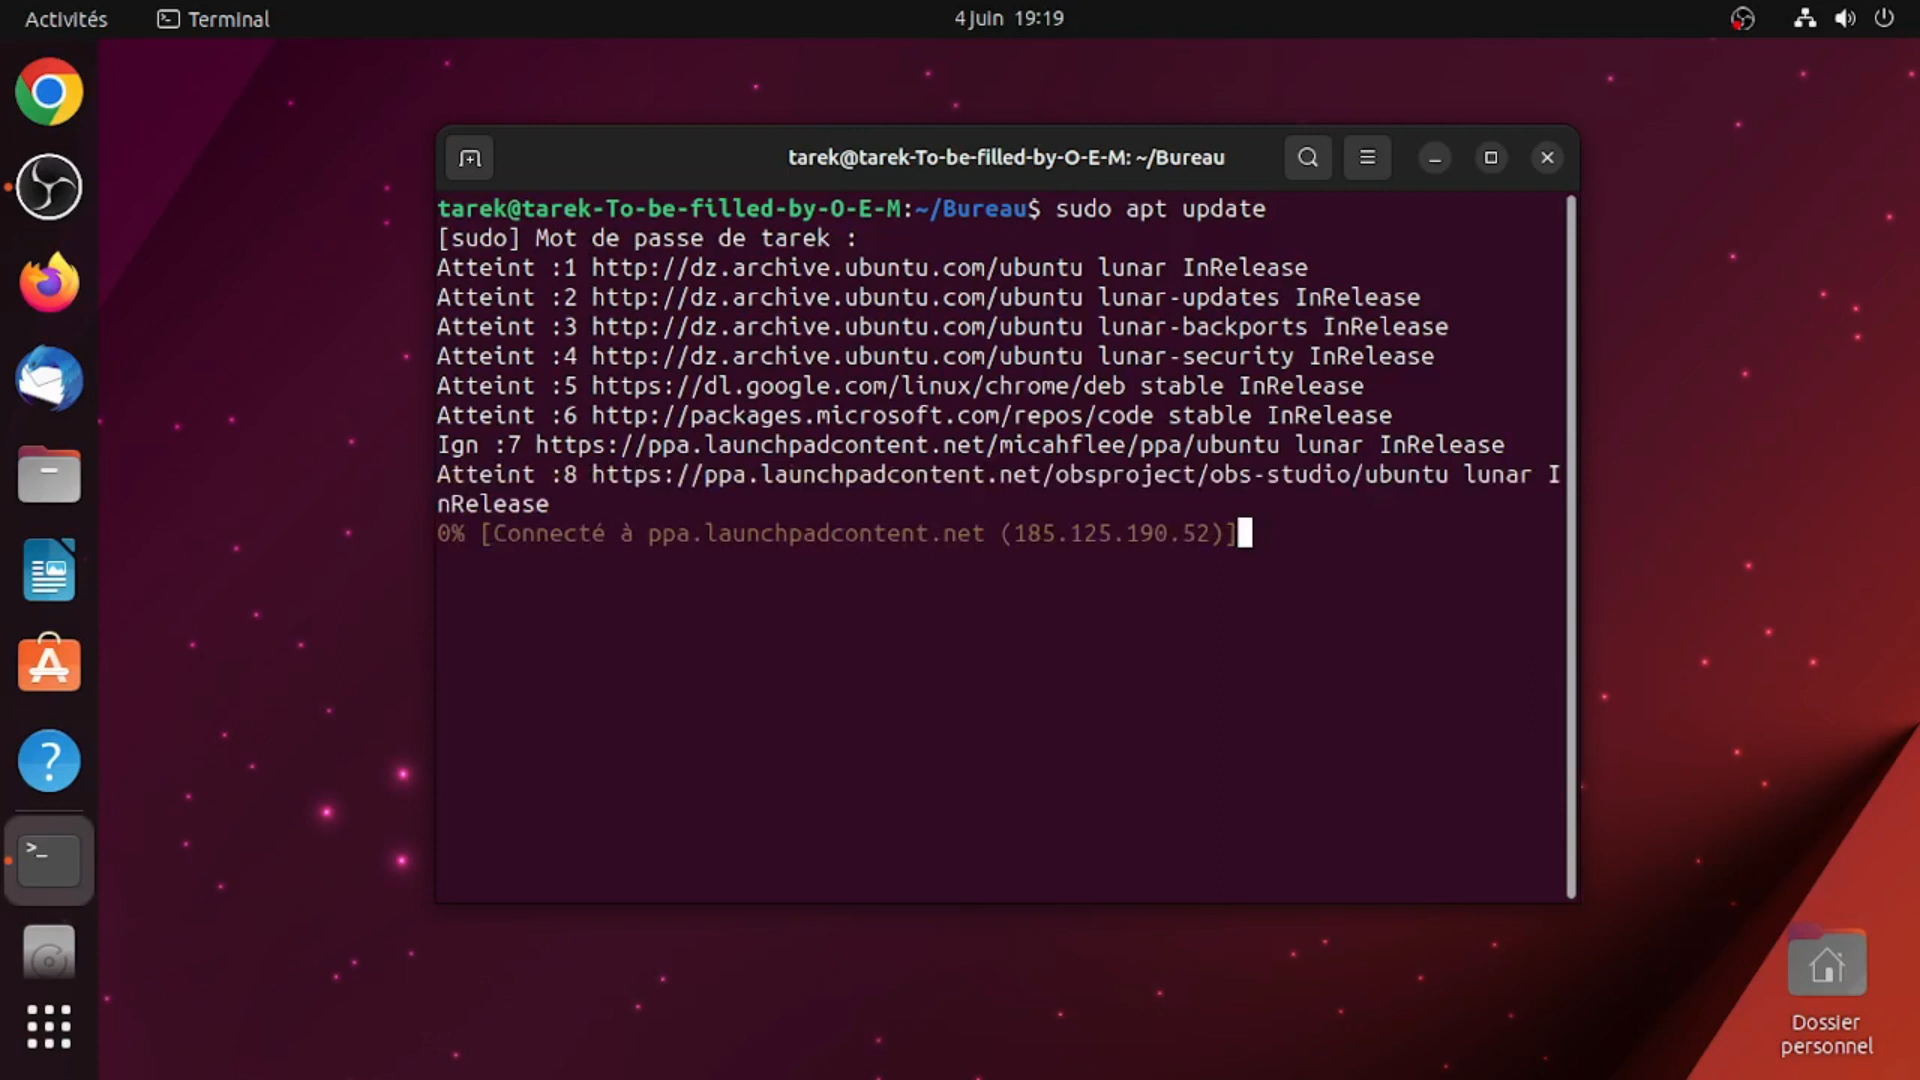 Activités Terminal 4 juin 19:19
tarek@tarek-To-be-filled-by-O-E-M: ~/Bureau
tarek@tarek-To-be-filled-by-O-E-M:~/Bureau$ sudo apt update
[sudo] Mot de passe de tarek :
Atteint :1 http://dz.archive.ubuntu.com/ubuntu lunar InRelease
Atteint :2 http://dz.archive.ubuntu.com/ubuntu lunar-updates InRelease
Atteint :3 http://dz.archive.ubuntu.com/ubuntu lunar-backports InRelease
Atteint :4 http://dz.archive.ubuntu.com/ubuntu lunar-security InRelease
Atteint :5 https://dl.google.com/linux/chrome/deb stable InRelease
Atteint :6 http://packages.microsoft.com/repos/code stable InRelease
Ign :7 https://ppa.launchpadcontent.net/micahflee/ppa/ubuntu lunar InRelease
Atteint :8 https://ppa.launchpadcontent.net/obsproject/obs-studio/ubuntu lunar I
nRelease
0% [Connecté à ppa.launchpadcontent.net (185.125.190.52)]
Dossier
personnel